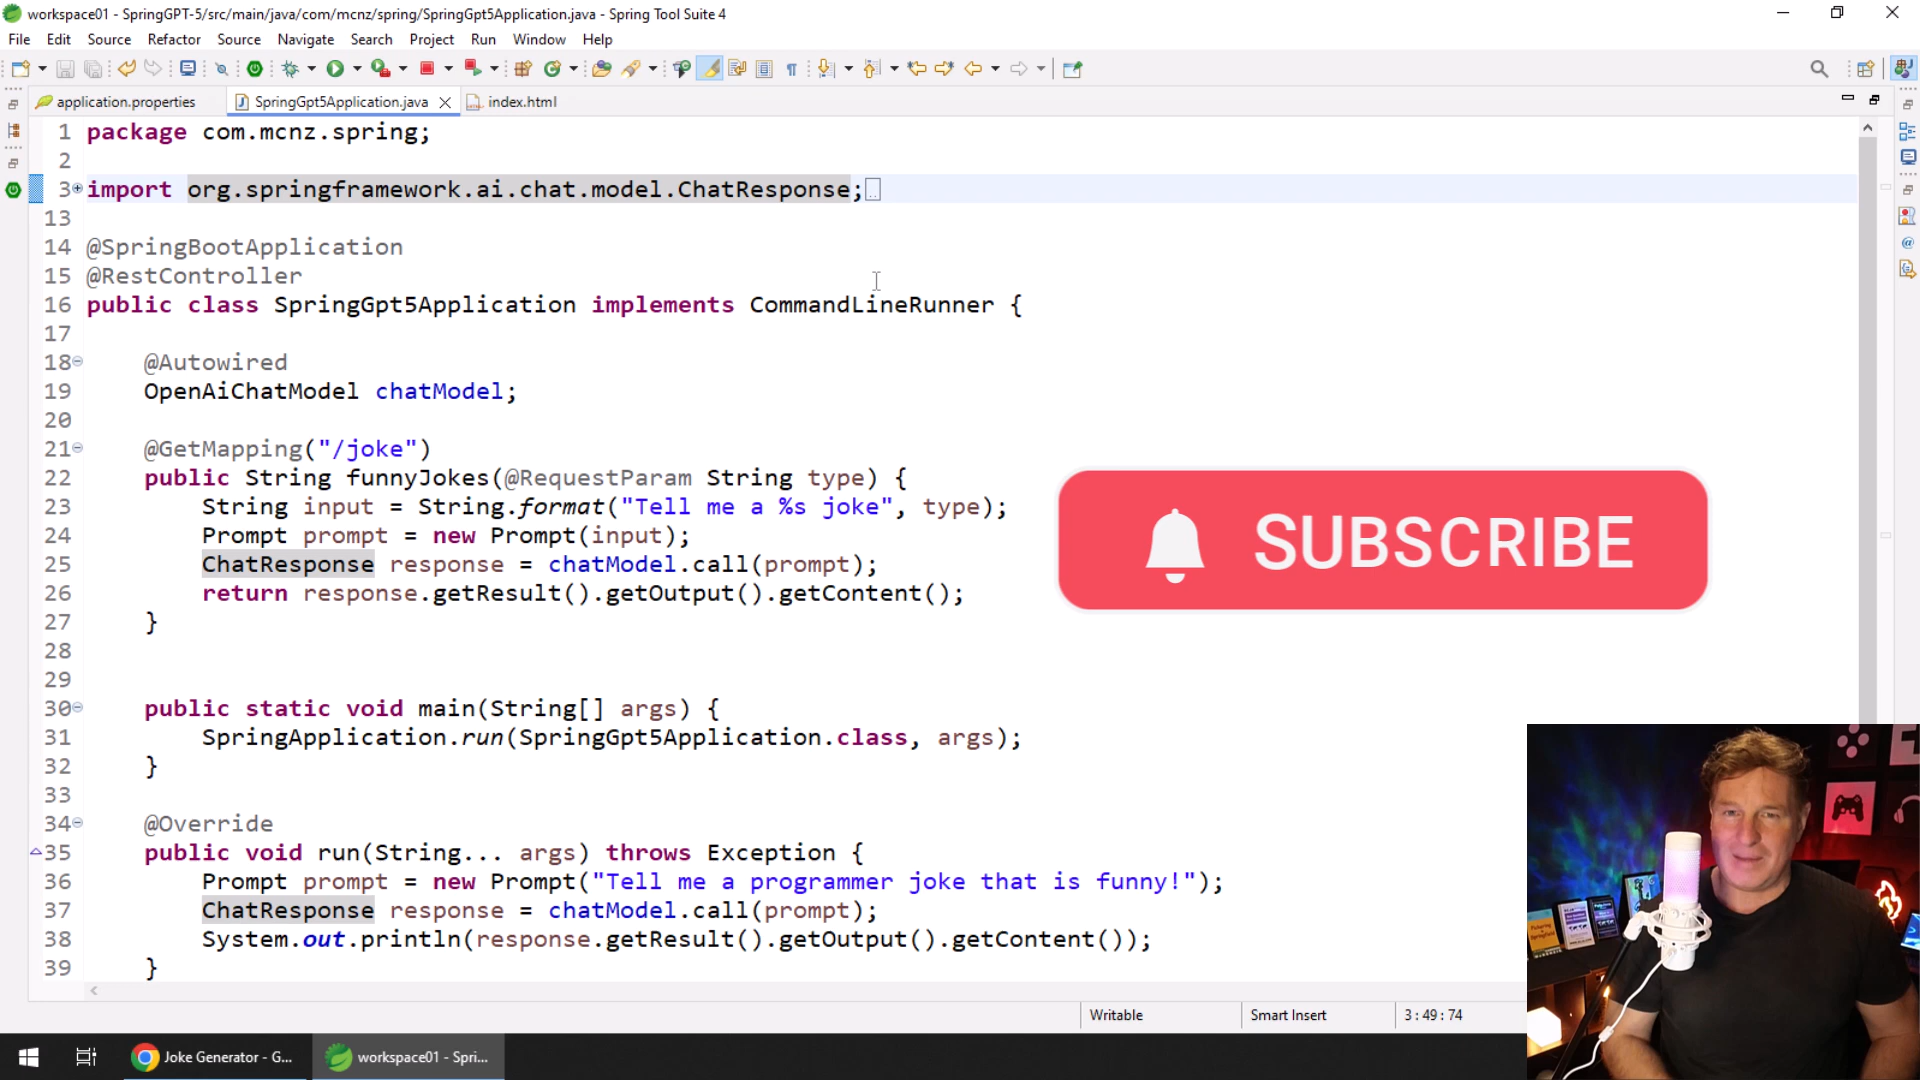 workspace01 - SpringGPT-5/src/main/java/com/mcnz/spring/SpringGpt5Application.java - Spring Tool Suite 4
File Edit Source Refactor Source Navigate Search Project Run Window Help
application.properties SpringGpt5Application.java index.html
1 package com.mcnz.spring;
2
3 import org.springframework.ai.chat.model.ChatResponse;
13
14 @SpringBootApplication
15 @RestController
16 public class SpringGpt5Application implements CommandLineRunner {
17
18 @Autowired
19 OpenAiChatModel chatModel;
20
21 @GetMapping("/joke")
22 public String funnyJokes(@RequestParam String type) {
23 String input = String.format("Tell me a %s joke", type);
24 Prompt prompt = new Prompt(input);
25 ChatResponse response = chatModel.call(prompt);
26 return response.getResult().getOutput().getContent();
27 }
28
29
30 public static void main(String[] args) {
31 SpringApplication.run(SpringGpt5Application.class, args);
32 }
33
34 @Override
35 public void run(String... args) throws Exception {
36 Prompt prompt = new Prompt("Tell me a programmer joke that is funny!");
37 ChatResponse response = chatModel.call(prompt);
38 System.out.println(response.getResult().getOutput().getContent());
39 }
SUBSCRIBE
Writable Smart Insert 3 : 49 : 74
Joke Generator - G... workspace01 - Spri...